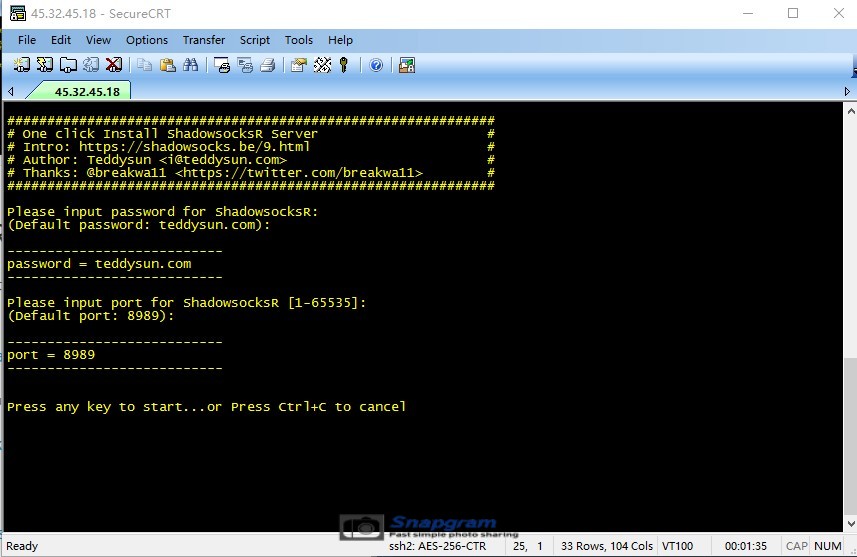 45.32.45.18 - SecureCRT
File Edit View Options Transfer Script Tools Help
45.32.45.18
#############################################################
# One click Install ShadowsocksR Server #
# Intro: https://shadowsocks.be/9.html #
# Author: Teddysun <i@teddysun.com> #
# Thanks: @breakwa11 <https://twitter.com/breakwa11> #
#############################################################
Please input password for ShadowsocksR:
(Default password: teddysun.com):
---------------------------
password = teddysun.com
---------------------------
Please input port for ShadowsocksR [1-65535]:
(Default port: 8989):
---------------------------
port = 8989
---------------------------
Press any key to start...or Press Ctrl+C to cancel
Snapgram
Fast simple photo sharing
Ready ssh2: AES-256-CTR 25, 1 33 Rows, 104 Cols VT100 00:01:35 CAP NUM